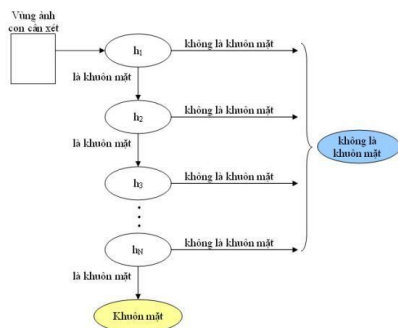 Vùng ảnh
con cần xét
h1
không là khuôn mặt
là khuôn mặt
h2
không là khuôn mặt
là khuôn mặt
không là
khuôn mặt
h3
không là khuôn mặt
hN
không là khuôn mặt
là khuôn mặt
Khuôn mặt